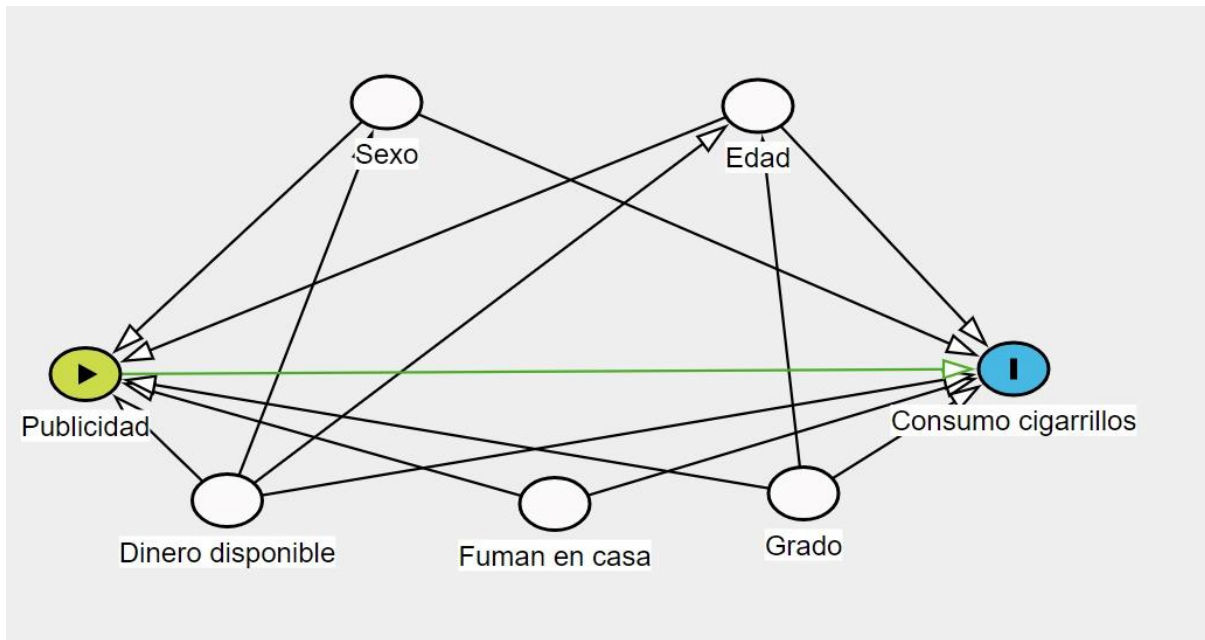 Sexo
Edad
Publicidad
Consumo cigarrillos
Dinero disponible
Fuman en casa
Grado